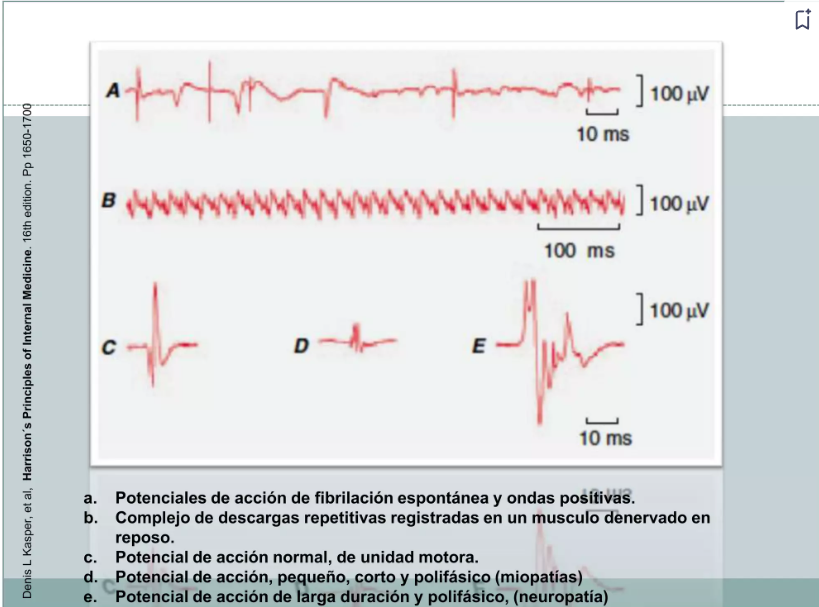 A
100 µV
10 ms
B
100 µV
100 ms
100 µV
C
D
E
10 ms
a. Potenciales de acción de fibrilación espontánea y ondas positivas.
b. Complejo de descargas repetitivas registradas en un musculo denervado en
reposo.
c. Potencial de acción normal, de unidad motora.
d. Potencial de acción, pequeño, corto y polifásico (miopatías)
e. Potencial de acción de larga duración y polifásico, (neuropatía)
Denis L Kasper, et al, Harrison´s Principles of Internal Medicine. 16th edition. Pp 1650-1700